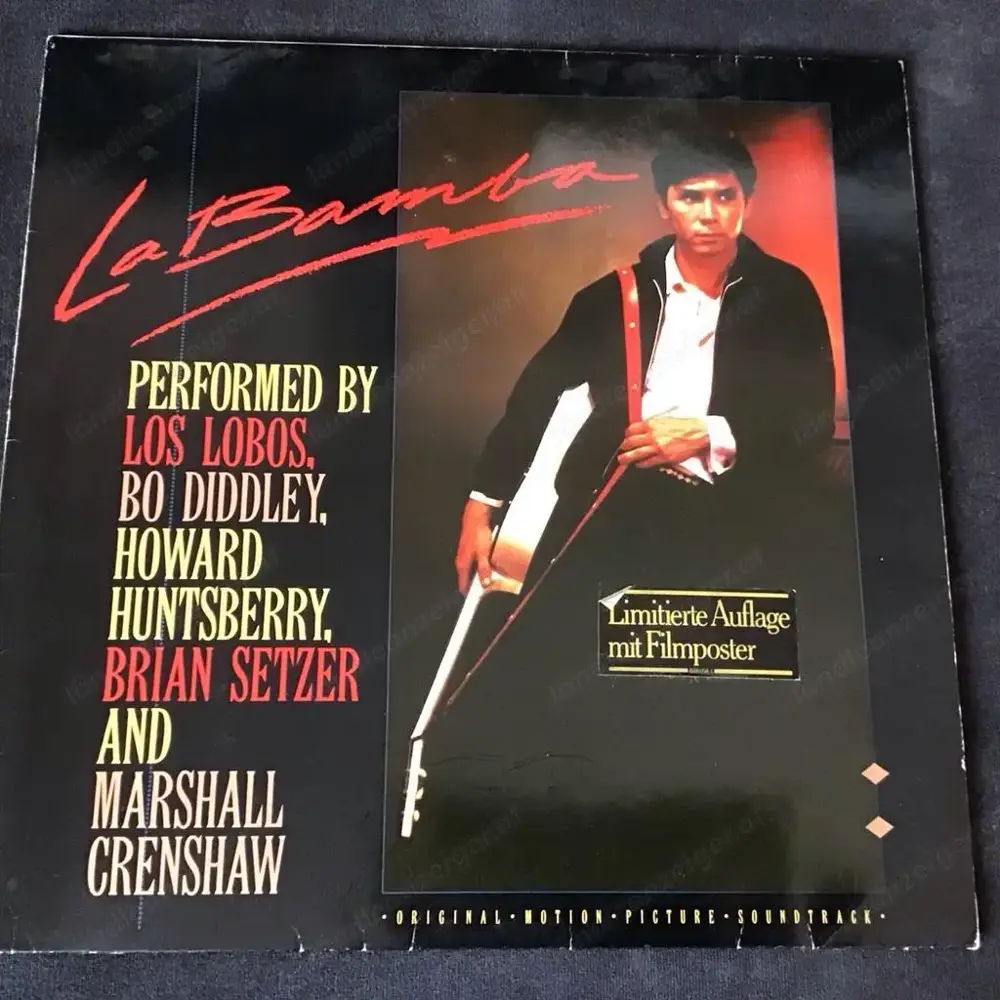 La Bamba
PERFORMED BY
LOS LOBOS,
BO DIDDLEY,
HOWARD
HUNTSBERRY,
BRIAN SETZER
AND
MARSHALL
CRENSHAW
Limitierte Auflage
mit Filmposter
·ORIGINAL·MOTION·PICTURE·SOUNDTRACK·